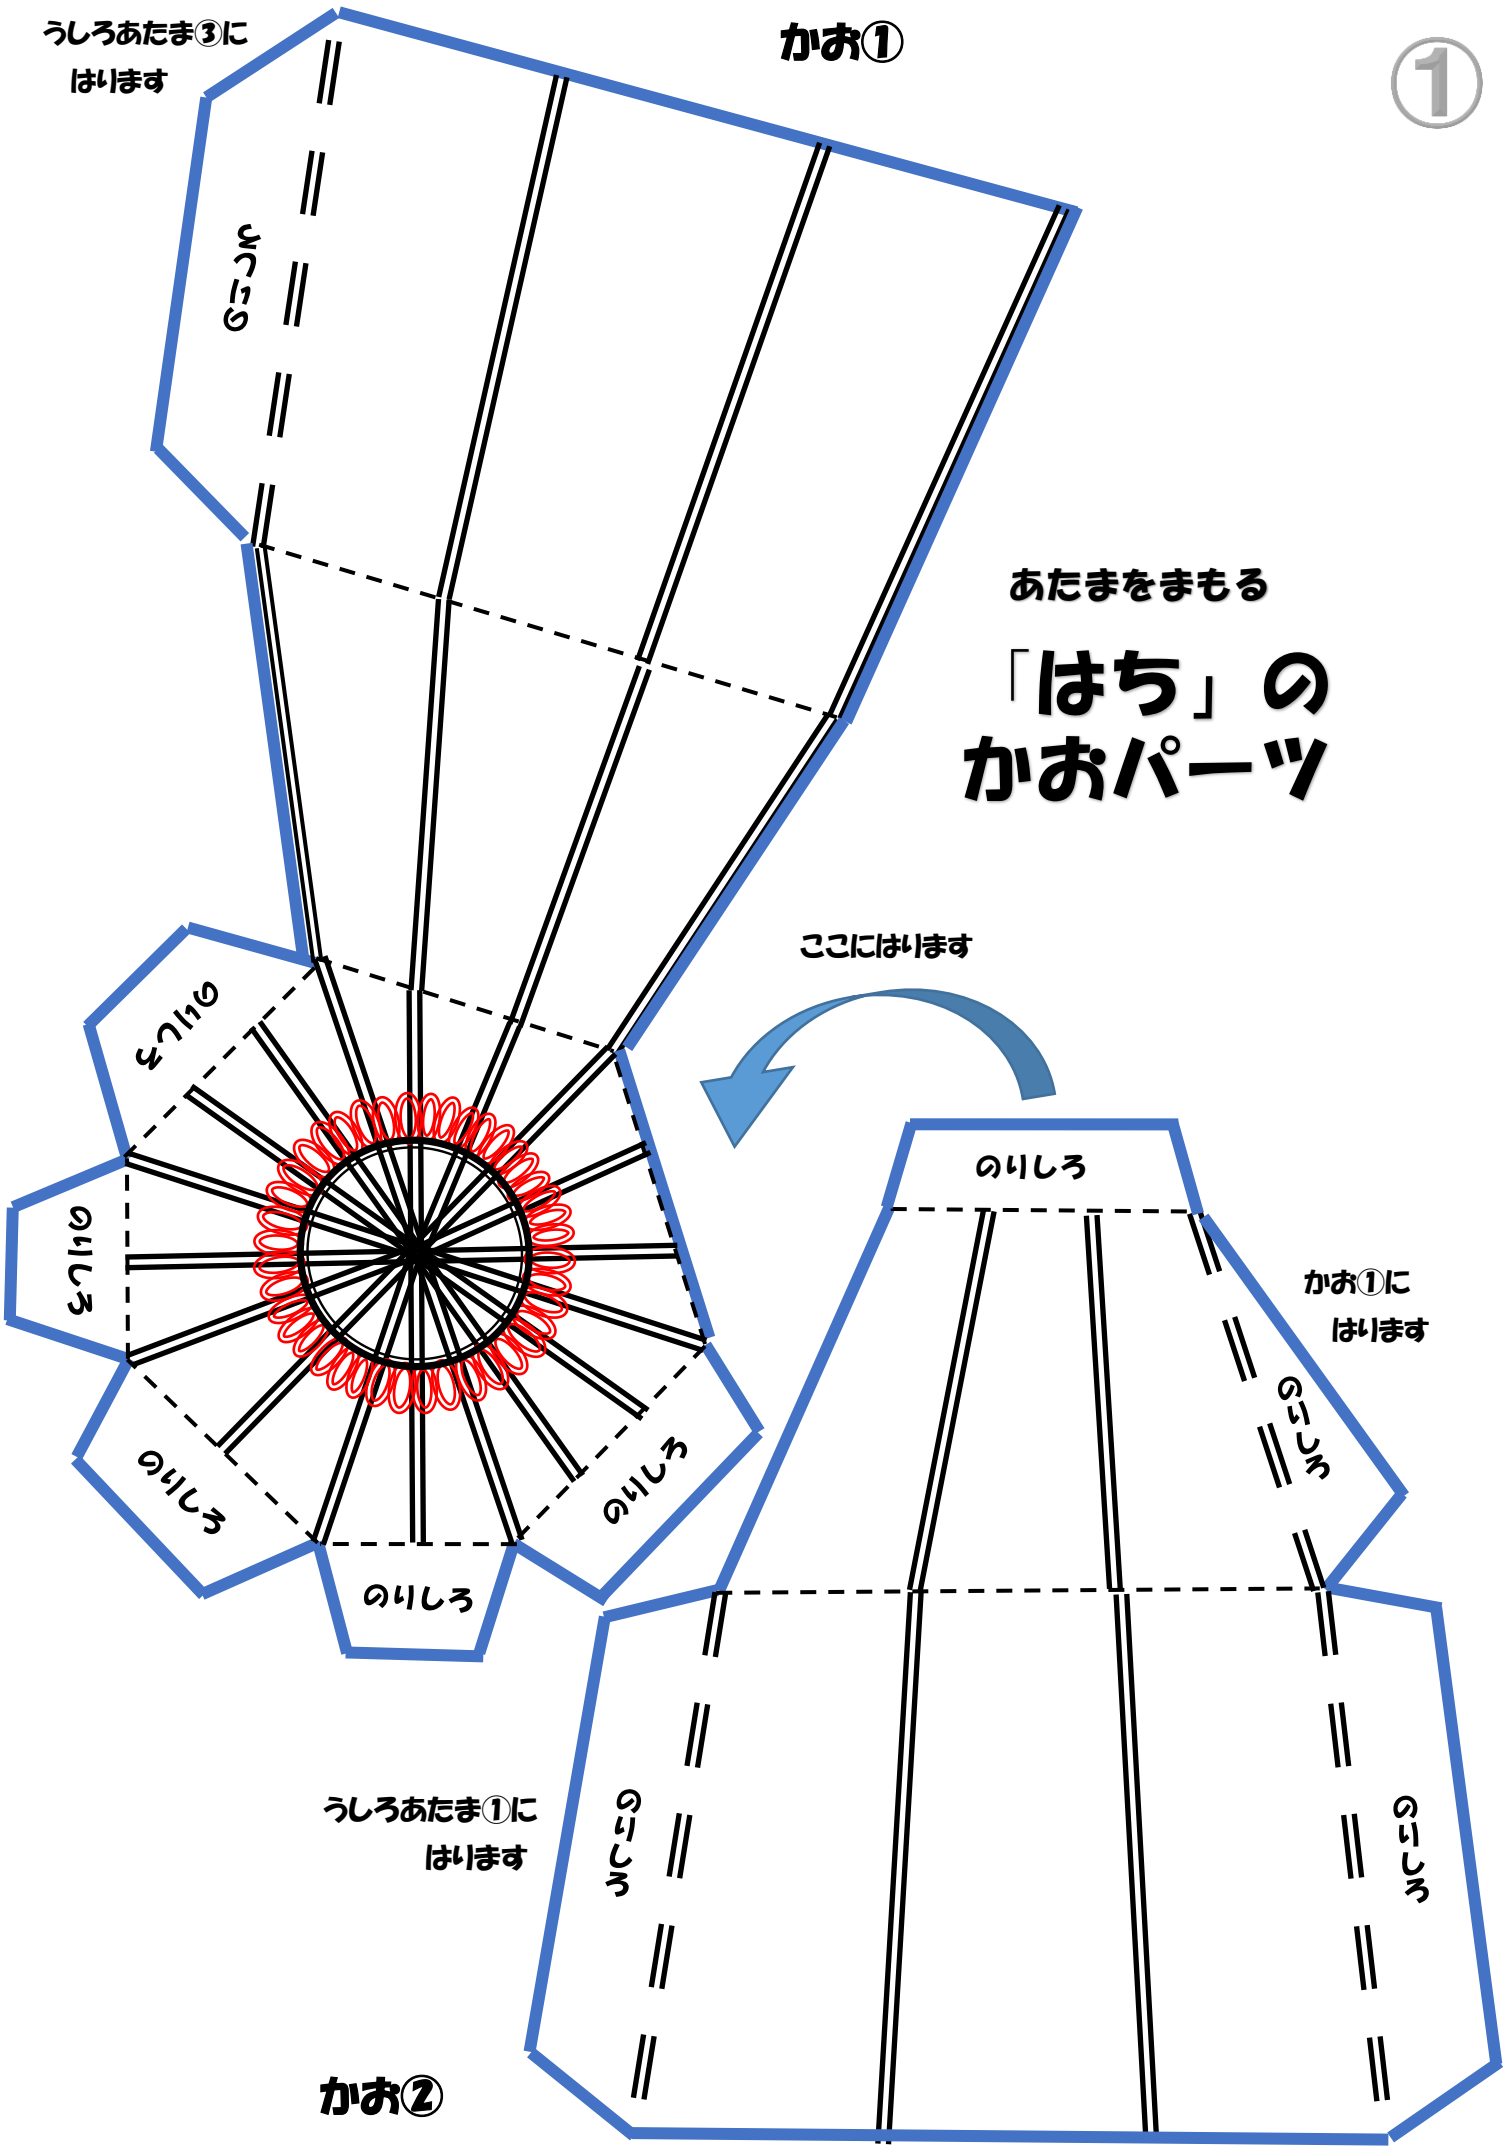 うしろあたま③に
はります
かお①
①
のりしろ
あたまをまもる
「はち」の
かおパーツ
ここにはります
のりしろ
のりしろ
のりしろ
のりしろ
のりしろ
のりしろ
かお①に
はります
のりしろ
うしろあたま①に
はります
のりしろ
のりしろ
かお②